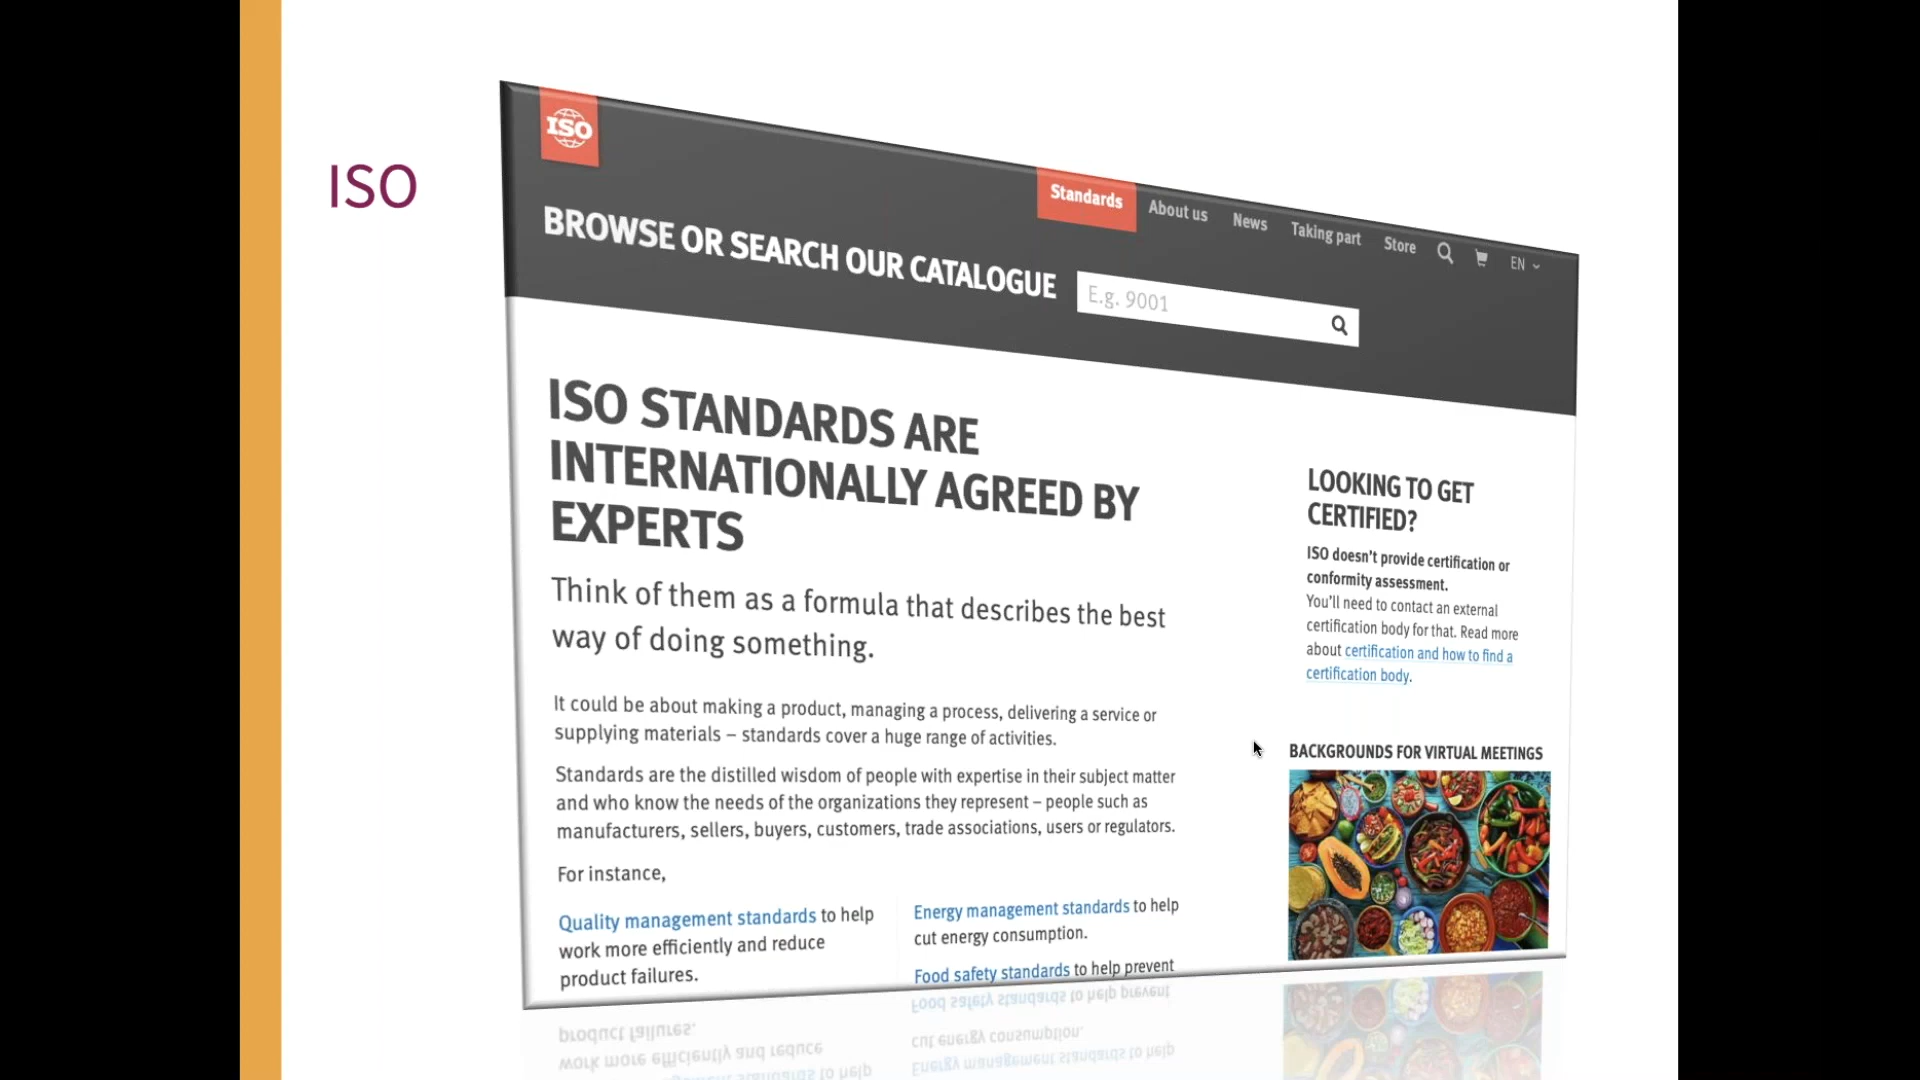 ISO
ISO
Standards
About us
News
Taking part
Store
EN
BROWSE OR SEARCH OUR CATALOGUE
E.g. 9001
ISO STANDARDS ARE
INTERNATIONALLY AGREED BY
EXPERTS
Think of them as a formula that describes the best
way of doing something.
It could be about making a product, managing a process, delivering a service or
supplying materials – standards cover a huge range of activities.
Standards are the distilled wisdom of people with expertise in their subject matter
and who know the needs of the organizations they represent – people such as
manufacturers, sellers, buyers, customers, trade associations, users or regulators.
For instance,
Quality management standards to help
work more efficiently and reduce
product failures.
Energy management standards to help
cut energy consumption.
Food safety standards to help prevent
LOOKING TO GET
CERTIFIED?
ISO doesn't provide certification or
conformity assessment.
You'll need to contact an external
certification body for that. Read more
about certification and how to find a
certification body.
BACKGROUNDS FOR VIRTUAL MEETINGS